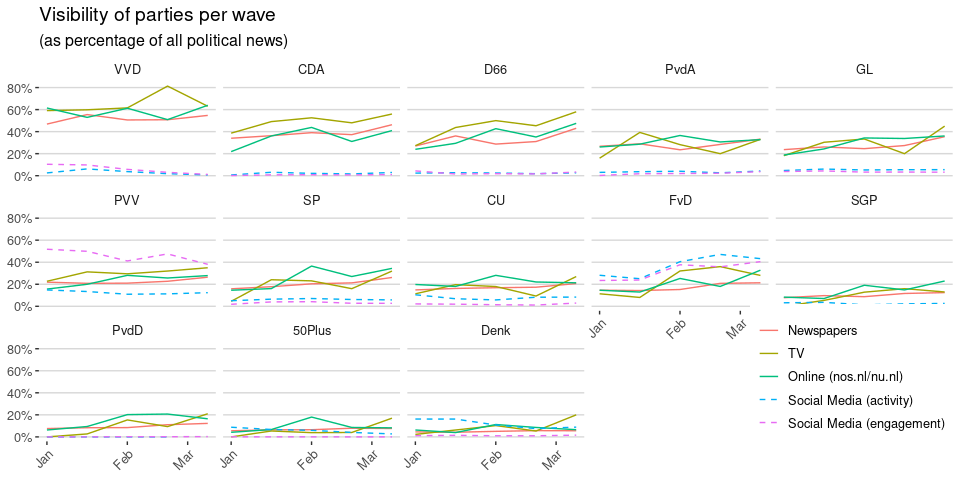 Visibility of parties per wave
(as percentage of all political news)
VVD CDA D66 PvdA GL
80%
60%
40%
20%
0%
PVV SP CU FvD SGP
80%
60%
40%
20%
0%
Jan Feb Mar
PvdD 50Plus Denk
80%
60%
40%
20%
0%
Jan Feb Mar Jan Feb Mar Jan Feb Mar
Newspapers
TV
Online (nos.nl/nu.nl)
Social Media (activity)
Social Media (engagement)